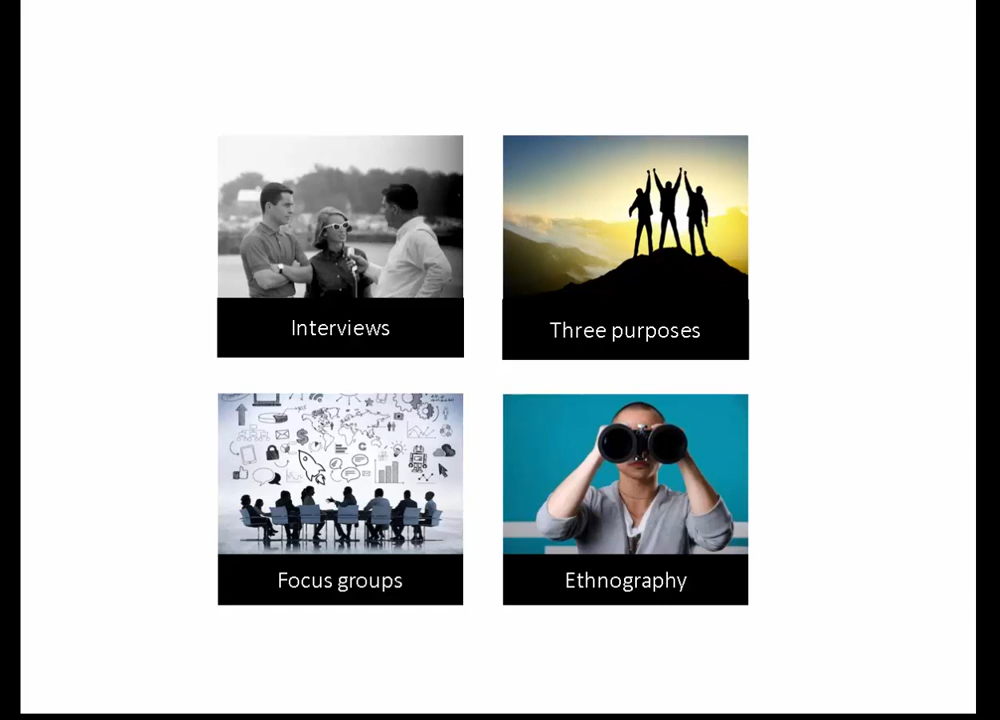 Interviews
Three purposes
Focus groups
Ethnography